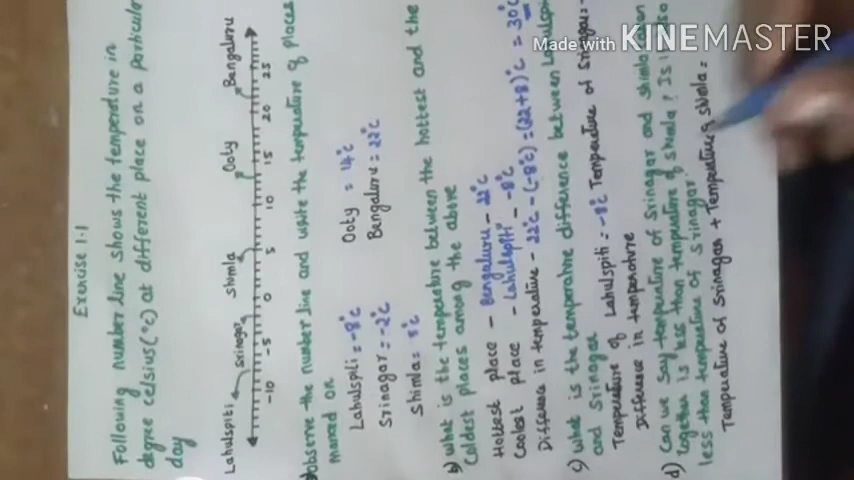 Exercise 1.1
Following number line shows the temperature in
degree celsius (°c) at different place on a particular
day
Lahulspiti Srinagar Shimla Ooty Bengaluru
-10 -5 0 5 10 15 20 25
a) observe the number line and write the temperature of places
marked on
Lahulspiti = -8°c Ooty = 14°c
Srinagar = -2°c Bengaluru = 22°c
Shimla = 5°c
b) What is the temperature between the hottest and the
Coldest places among the above
Hottest place - Bengaluru - 22°c
Coolest place - Lahulspiti - -8°c
Difference in temperature - 22°c - (-8°c) = (22+8)°c = 30°c
c) What is the temperature difference between Lahulspiti
and Srinagar
Temperature of Lahulspiti = -8°c Temperature of Srinagar =
Difference in temperature
d) Can we say temperature of Srinagar and shimla
together is less than temperature of shimla? Is
less than temperature of Srinagar
Temperature of Srinagar + Temperature of shimla =
Made with KINEMASTER